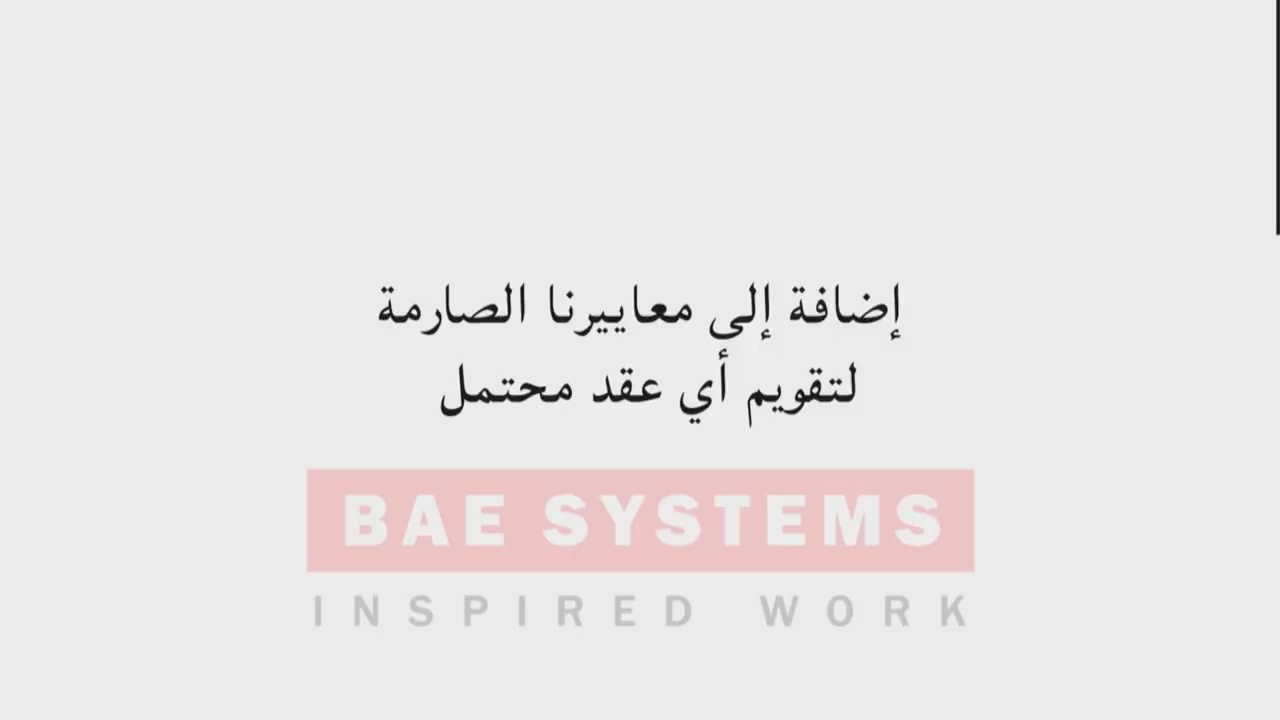 إضافة إلى معاييرنا الصارمة
لتقويم أي عقد محتمل
BAE SYSTEMS
INSPIRED WORK